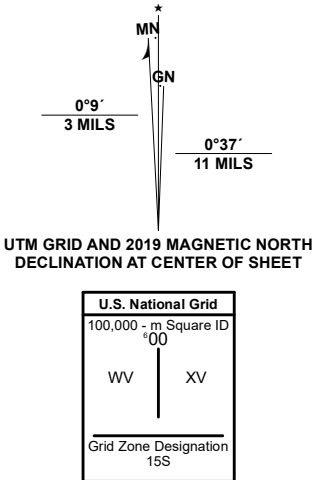 ★
MN
GN
0°9´
3 MILS
0°37´
11 MILS
UTM GRID AND 2019 MAGNETIC NORTH
DECLINATION AT CENTER OF SHEET
U.S. National Grid
100,000 - m Square ID
⁶00
WV XV
Grid Zone Designation
15S